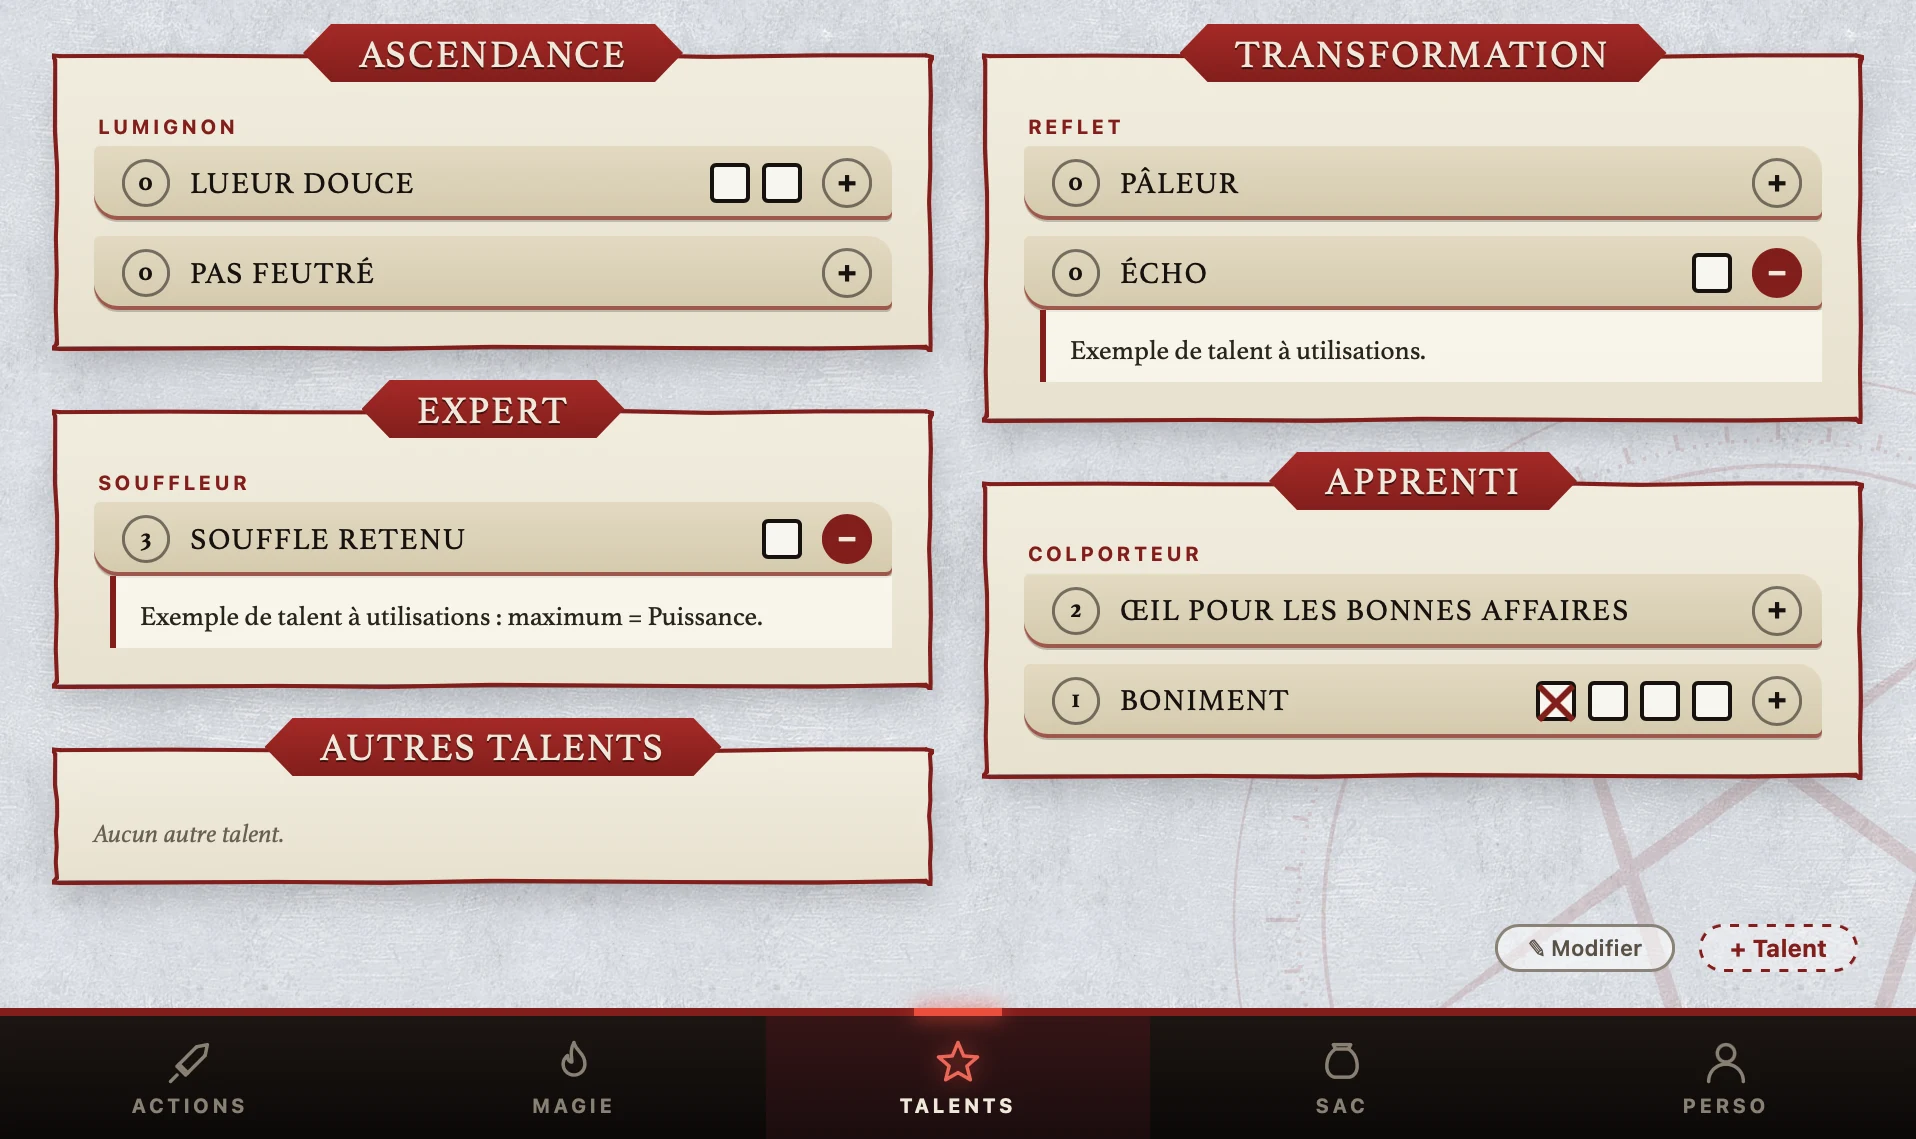 ASCENDANCE
LUMIGNON
0 LUEUR DOUCE +
0 PAS FEUTRÉ +
EXPERT
SOUFFLEUR
3 SOUFFLE RETENU −
Exemple de talent à utilisations : maximum = Puissance.
AUTRES TALENTS
Aucun autre talent.
TRANSFORMATION
REFLET
0 PÂLEUR +
0 ÉCHO −
Exemple de talent à utilisations.
APPRENTI
COLPORTEUR
2 ŒIL POUR LES BONNES AFFAIRES +
1 BONIMENT +
✎ Modifier + Talent
ACTIONS MAGIE TALENTS SAC PERSO